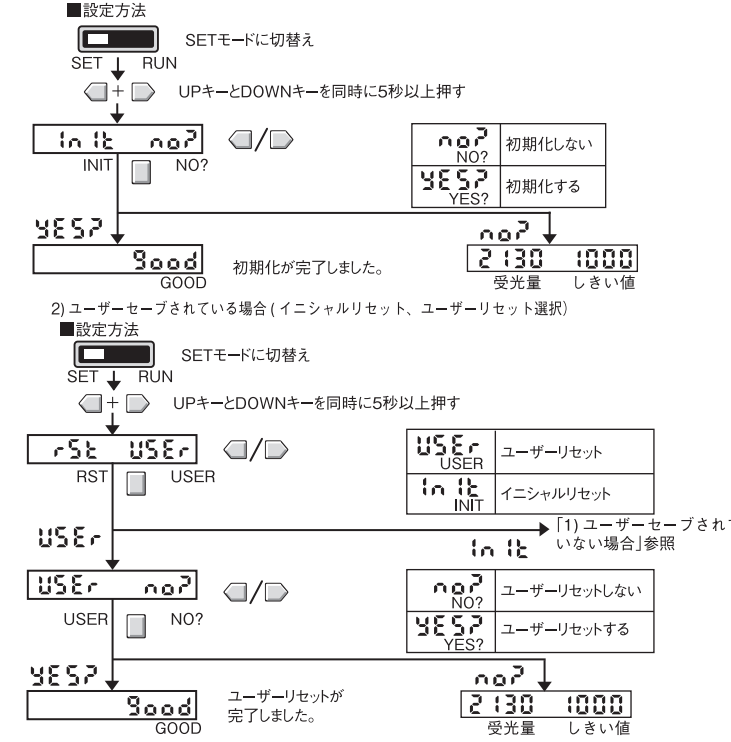 ■設定方法
SETモードに切替え
SET RUN
+ UPキーとDOWNキーを同時に5秒以上押す
init no? /
INIT NO?
no? 初期化しない
NO?
YES? 初期化する
YES?
YES? no?
good 初期化が完了しました。 2130 1000
GOOD 受光量 しきい値
2) ユーザーセーブされている場合 ( イニシャルリセット、ユーザーリセット選択)
■設定方法
SETモードに切替え
SET RUN
+ UPキーとDOWNキーを同時に5秒以上押す
rSt USEr /
RST USER
USEr ユーザーリセット
USER
init イニシャルリセット
INIT
USEr init 「1) ユーザーセーブされ
いない場合」参照
USEr no? /
USER NO?
no? ユーザーリセットしない
NO?
YES? ユーザーリセットする
YES?
YES? no?
good ユーザーリセットが
完了しました。
GOOD
2130 1000
受光量 しきい値